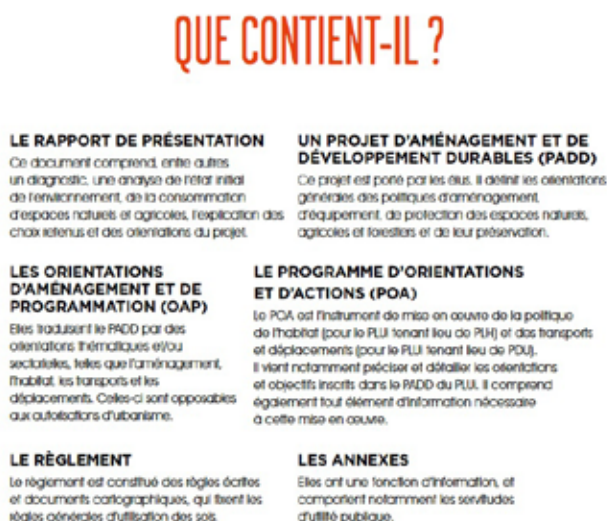 QUE CONTIENT-IL ?
LE RAPPORT DE PRÉSENTATION
Ce document comprend, entre autres
un diagnostic, une analyse de l'état initial
de l'environnement, de la consommation
d'espaces naturels et agricoles, l'explication des
choix retenus et des orientations du projet.
UN PROJET D'AMÉNAGEMENT ET DE
DÉVELOPPEMENT DURABLES (PADD)
Ce projet est porté par les élus. Il définit les orientations
générales des politiques d'aménagement,
d'équipement, de protection des espaces naturels,
agricoles et forestiers et de leur préservation.
LES ORIENTATIONS
D'AMÉNAGEMENT ET DE
PROGRAMMATION (OAP)
Elles traduisent le PADD par des
orientations thématiques et/ou
sectorielles, telles que l'aménagement,
l'habitat, les transports et les
déplacements. Celles-ci sont opposables
aux autorisations d'urbanisme.
LE PROGRAMME D'ORIENTATIONS
ET D'ACTIONS (POA)
Le POA est l'instrument de mise en œuvre de la politique
de l'habitat (pour le PLUi tenant lieu de PLH) et des transports
et déplacements (pour le PLUi tenant lieu de PDU).
Il vient notamment préciser et détailler les orientations
et objectifs inscrits dans le PADD du PLUi. Il comprend
également tout élément d'information nécessaire
à cette mise en œuvre.
LE RÈGLEMENT
Le règlement est constitué des règles écrites
et documents cartographiques, qui fixent les
règles générales d'utilisation des sols.
LES ANNEXES
Elles ont une fonction d'information, et
comportent notamment les servitudes
d'utilité publique.